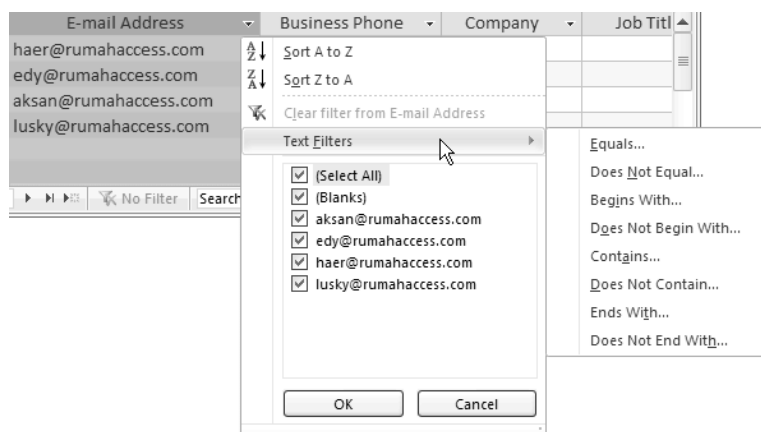 E-mail Address Business Phone Company Job Titl
haer@rumahaccess.com
edy@rumahaccess.com
aksan@rumahaccess.com
lusky@rumahaccess.com
No Filter Search
Sort A to Z
Sort Z to A
Clear filter from E-mail Address
Text Filters
(Select All)
(Blanks)
aksan@rumahaccess.com
edy@rumahaccess.com
haer@rumahaccess.com
lusky@rumahaccess.com
OK Cancel
Equals...
Does Not Equal...
Begins With...
Does Not Begin With...
Contains...
Does Not Contain...
Ends With...
Does Not End With...